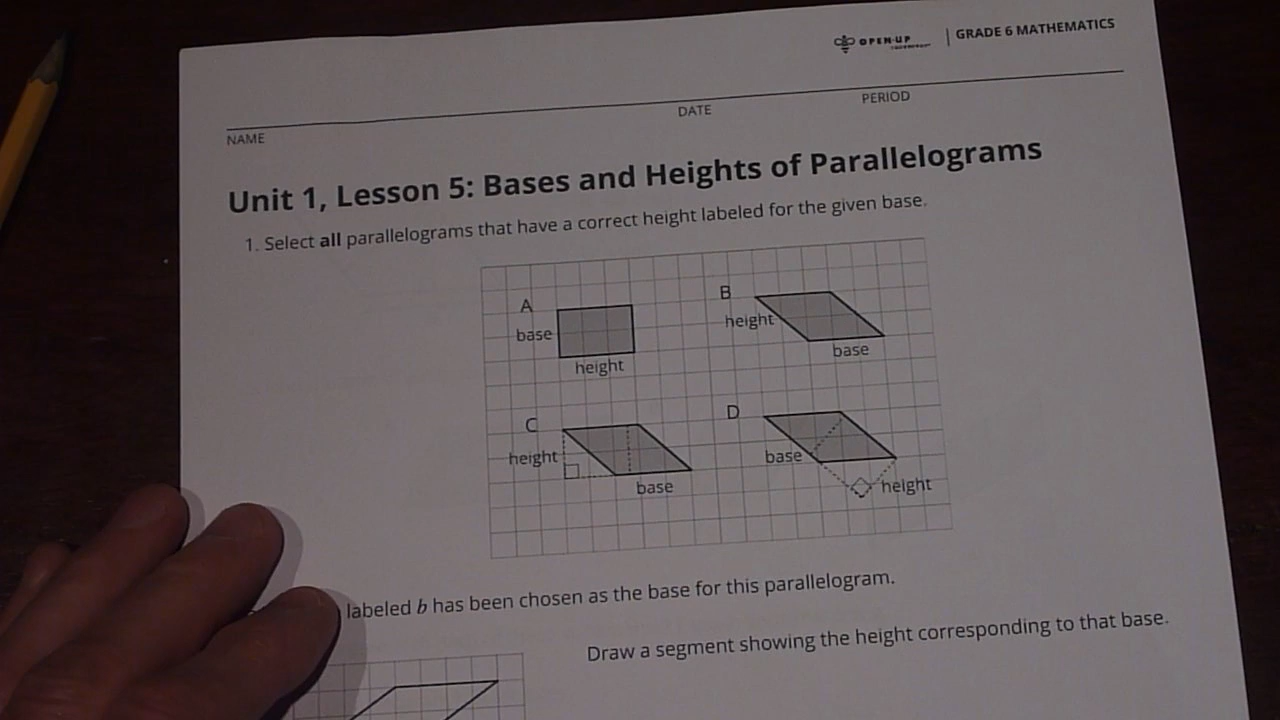 OPEN-UP
GRADE 6 MATHEMATICS
NAME DATE PERIOD
Unit 1, Lesson 5: Bases and Heights of Parallelograms
1. Select all parallelograms that have a correct height labeled for the given base.
A
base
height
B
height
base
C
height
base
D
base
height
labeled b has been chosen as the base for this parallelogram.
Draw a segment showing the height corresponding to that base.